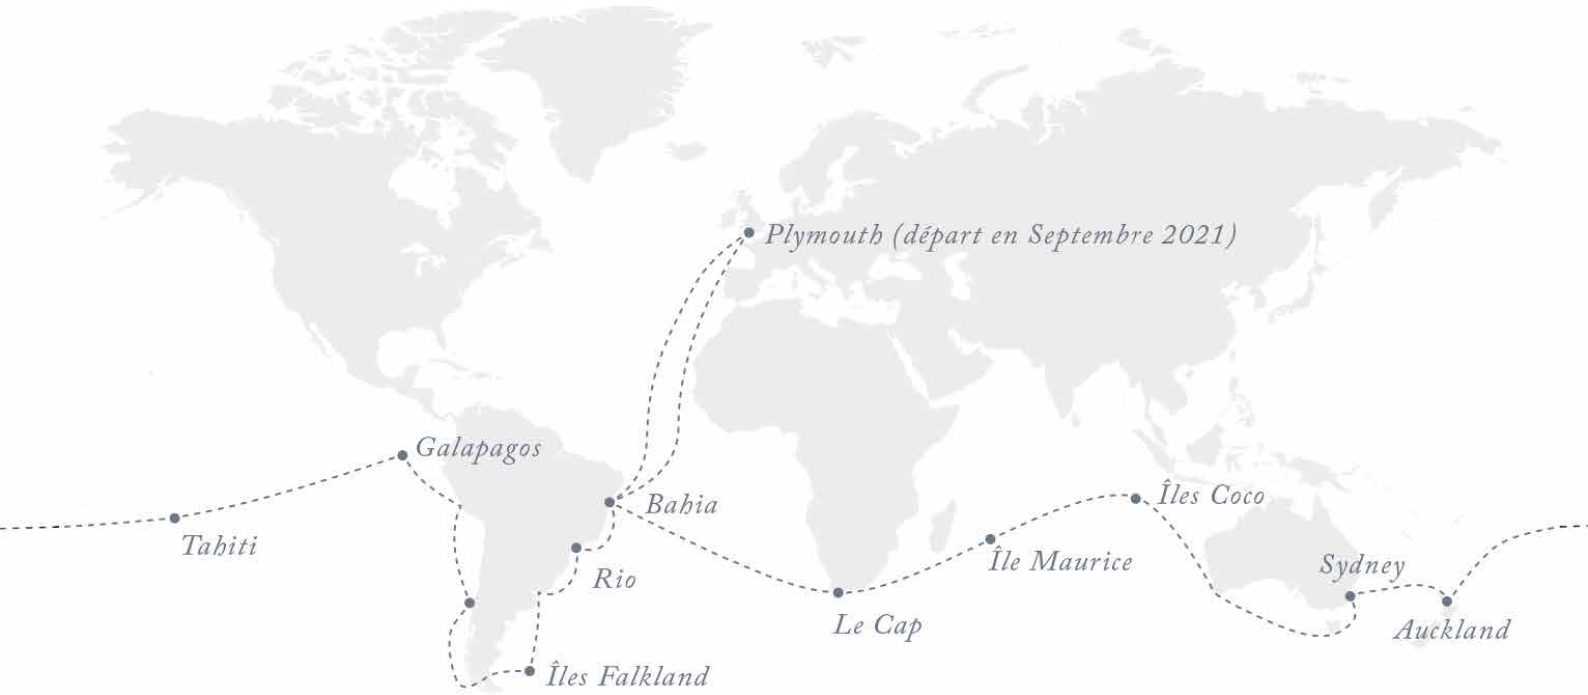 Plymouth (départ en Septembre 2021)
Galapagos
Bahia
Îles Coco
Tahiti
Île Maurice
Sydney
Rio
Le Cap
Auckland
Îles Falkland